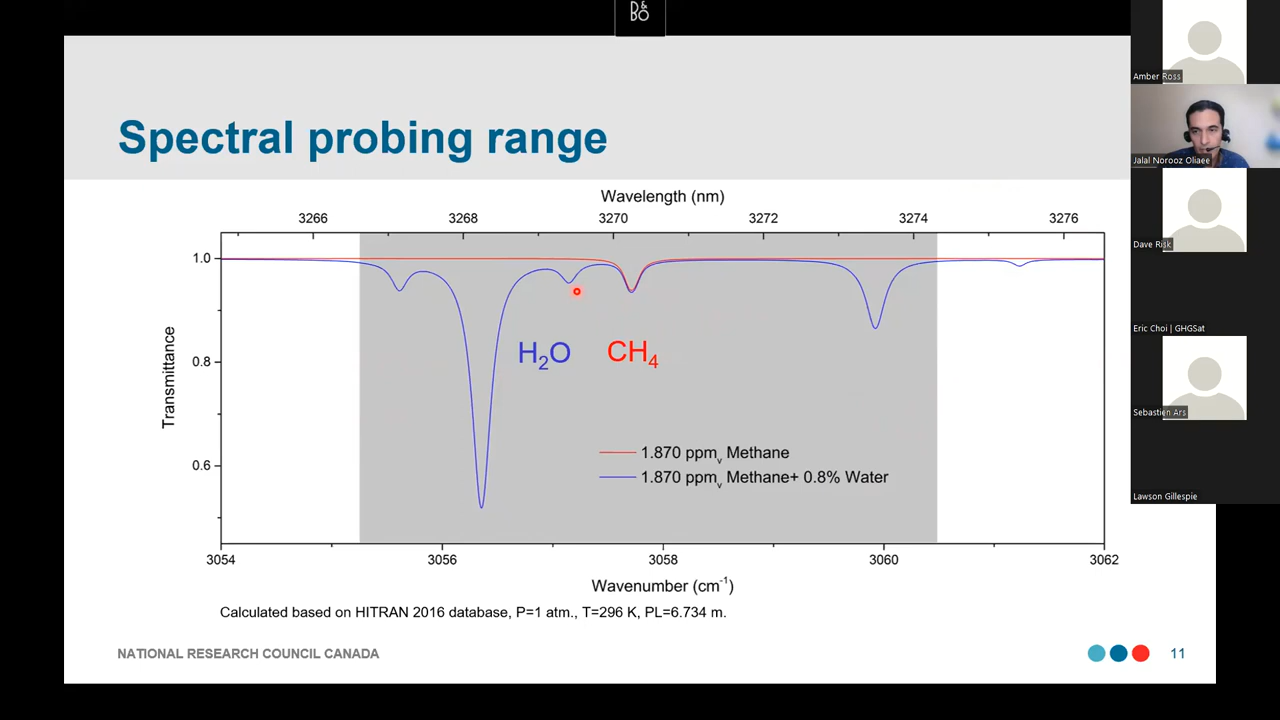 B&O
Spectral probing range
Wavelength (nm)
3266 3268 3270 3272 3274 3276
Transmittance
1.0
0.8
0.6
H2O CH4
1.870 ppmv Methane
1.870 ppmv Methane+ 0.8% Water
3054 3056 3058 3060 3062
Wavenumber (cm-1)
Calculated based on HITRAN 2016 database, P=1 atm., T=296 K, PL=6.734 m.
NATIONAL RESEARCH COUNCIL CANADA
11
Amber Ross
Jalal Norooz Oliaee
Dave Risk
Eric Choi | GHGSat
Sebastien Ars
Lawson Gillespie